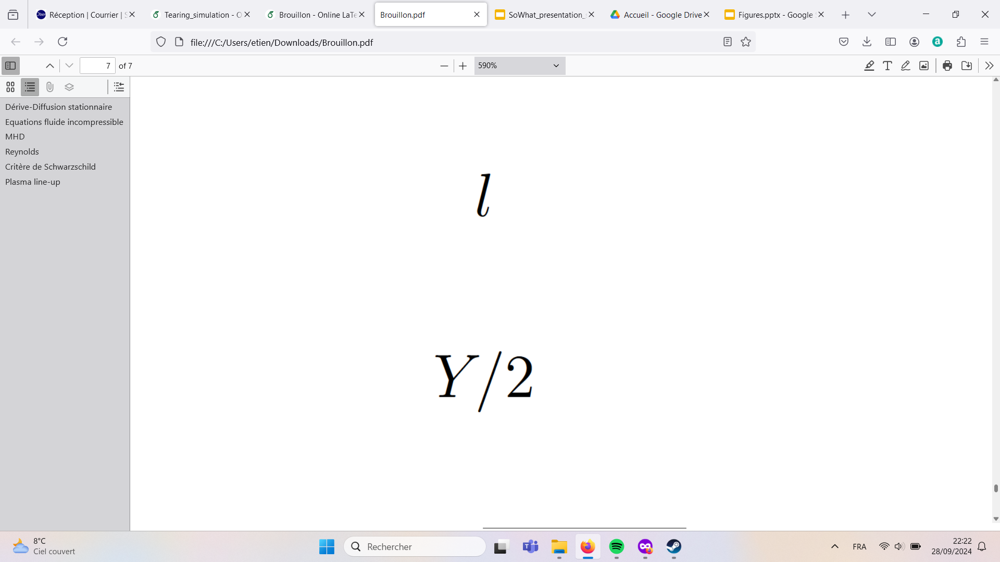 Réception | Courrier | S
Tearing_simulation - O
Brouillon - Online LaTe
Brouillon.pdf
SoWhat_presentation_
Accueil - Google Drive
Figures.pptx - Google
file:///C:/Users/etien/Downloads/Brouillon.pdf
7 of 7
590%
Dérive-Diffusion stationnaire
Equations fluide incompressible
MHD
Reynolds
Critère de Schwarzschild
Plasma line-up
l
Y/2
8°C
Ciel couvert
Rechercher
FRA
22:22
28/09/2024